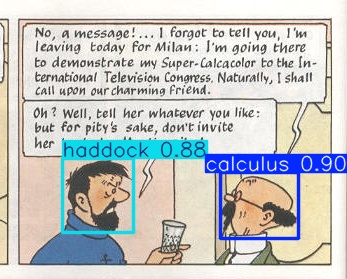 No, a message!... I forgot to tell you, I'm
leaving today for Milan: I'm going there
to demonstrate my Super-Calcacolor to the In-
ternational Television Congress. Naturally, I shall
call upon our charming friend.
Oh? Well, tell her whatever you like:
but for pity's sake, don't invite
her
haddock 0.88
calculus 0.90